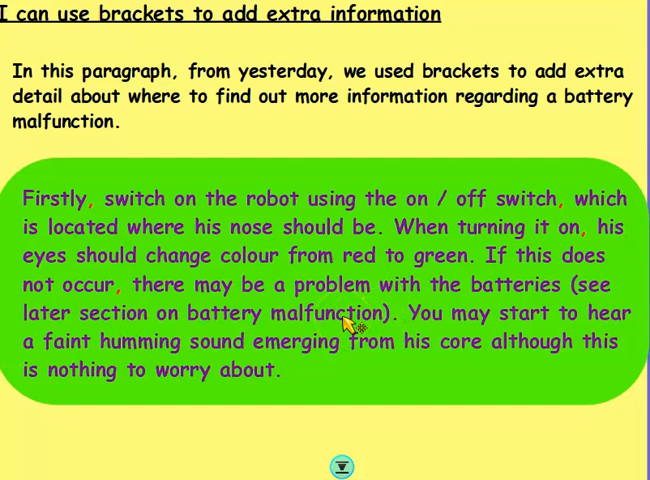 I can use brackets to add extra information
In this paragraph, from yesterday, we used brackets to add extra
detail about where to find out more information regarding a battery
malfunction.
Firstly, switch on the robot using the on / off switch, which
is located where his nose should be. When turning it on, his
eyes should change colour from red to green. If this does
not occur, there may be a problem with the batteries (see
later section on battery malfunction). You may start to hear
a faint humming sound emerging from his core although this
is nothing to worry about.